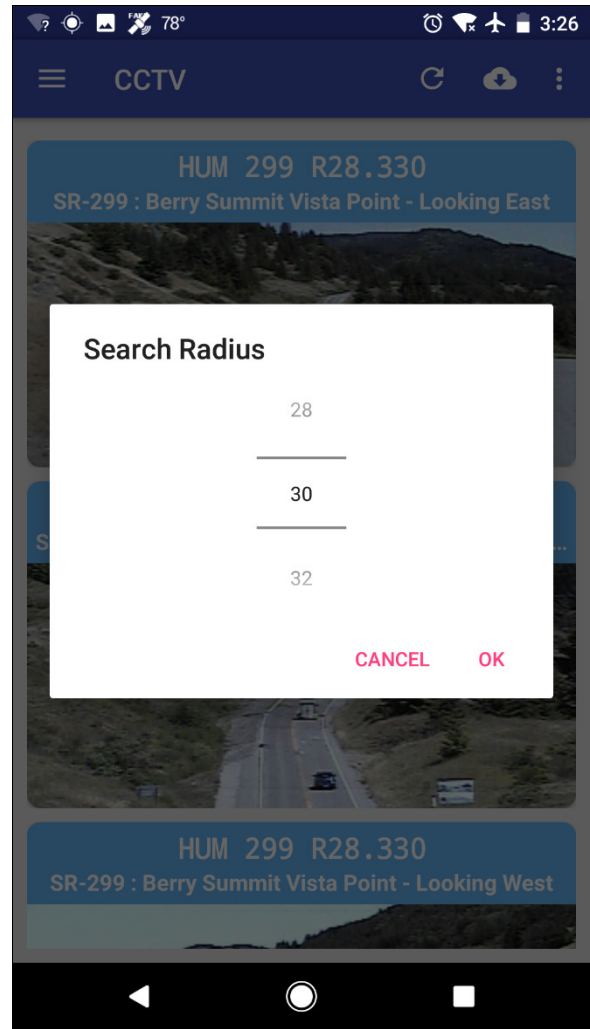 ? FAKE 78° 3:26
CCTV
HUM 299 R28.330
SR-299 : Berry Summit Vista Point - Looking East
Search Radius
28
30
S ...
32
CANCEL OK
HUM 299 R28.330
SR-299 : Berry Summit Vista Point - Looking West